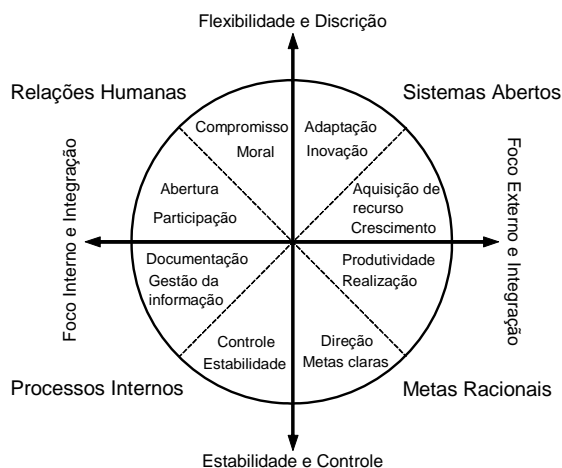 Flexibilidade e Discrição
Relações Humanas
Sistemas Abertos
Compromisso
Moral
Adaptação
Inovação
Abertura
Participação
Aquisição de
recurso
Crescimento
Foco Interno e Integração
Foco Externo e Integração
Documentação
Gestão da
informação
Produtividade
Realização
Controle
Estabilidade
Direção
Metas claras
Processos Internos
Metas Racionais
Estabilidade e Controle